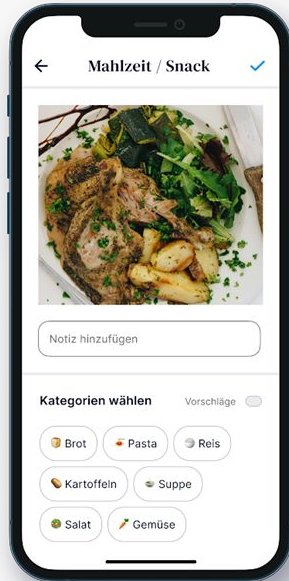 Mahlzeit / Snack
Notiz hinzufügen
Kategorien wählen Vorschläge
Brot Pasta Reis
Kartoffeln Suppe
Salat Gemüse